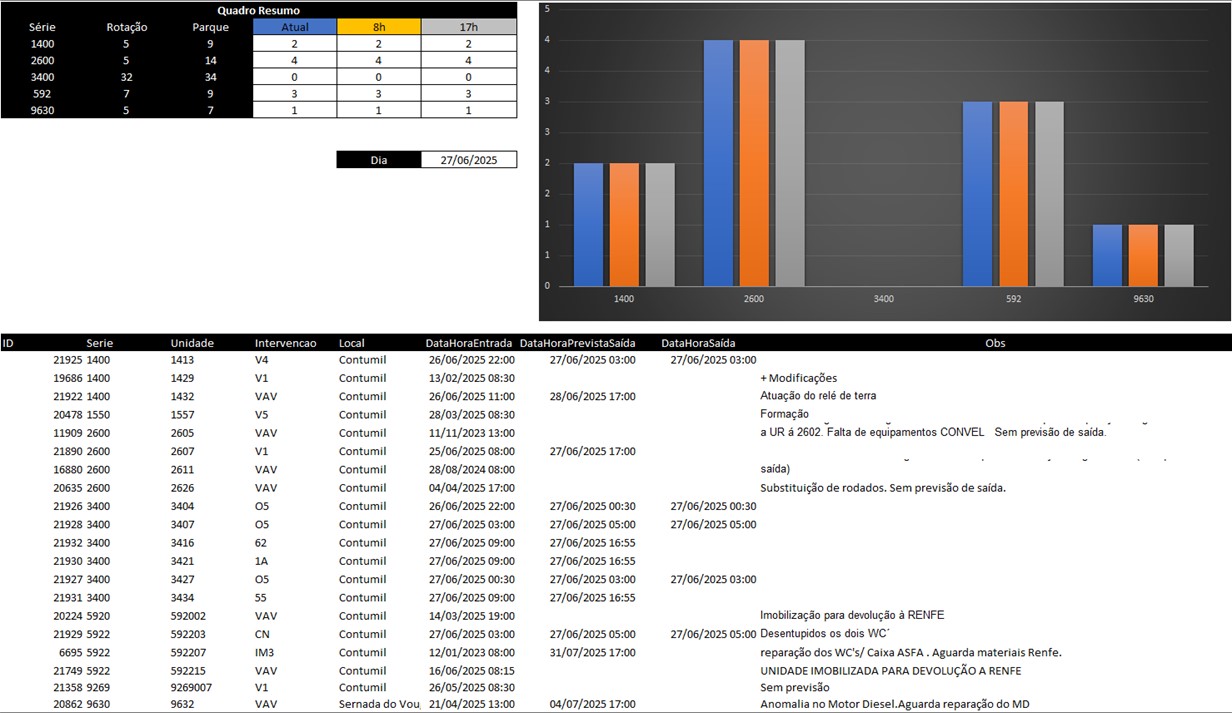 Quadro Resumo
Série Rotação Parque Atual 8h 17h
1400 5 9 2 2 2
2600 5 14 4 4 4
3400 32 34 0 0 0
592 7 9 3 3 3
9630 5 7 1 1 1
Dia 27/06/2025
5
4
4
3
3
2
2
1
1
0
1400 2600 3400 592 9630
ID Serie Unidade Intervencao Local DataHoraEntrada DataHoraPrevistaSaída DataHoraSaída Obs
21925 1400 1413 V4 Contumil 26/06/2025 22:00 27/06/2025 03:00 27/06/2025 03:00
19686 1400 1429 V1 Contumil 13/02/2025 08:30 + Modificações
21922 1400 1432 VAV Contumil 26/06/2025 11:00 28/06/2025 17:00 Atuação do relé de terra
20478 1550 1557 V5 Contumil 28/03/2025 08:30 Formação
11909 2600 2605 VAV Contumil 11/11/2023 13:00 a UR á 2602. Falta de equipamentos CONVEL Sem previsão de saída.
21890 2600 2607 V1 Contumil 25/06/2025 08:00 27/06/2025 17:00
16880 2600 2611 VAV Contumil 28/08/2024 08:00 saída)
20635 2600 2626 VAV Contumil 04/04/2025 17:00 Substituição de rodados. Sem previsão de saída.
21926 3400 3404 O5 Contumil 26/06/2025 22:00 27/06/2025 00:30 27/06/2025 00:30
21928 3400 3407 O5 Contumil 27/06/2025 03:00 27/06/2025 05:00 27/06/2025 05:00
21932 3400 3416 62 Contumil 27/06/2025 09:00 27/06/2025 16:55
21930 3400 3421 1A Contumil 27/06/2025 09:00 27/06/2025 16:55
21927 3400 3427 O5 Contumil 27/06/2025 00:30 27/06/2025 03:00 27/06/2025 03:00
21931 3400 3434 55 Contumil 27/06/2025 09:00 27/06/2025 16:55
20224 5920 592002 VAV Contumil 14/03/2025 19:00 Imobilização para devolução à RENFE
21929 5922 592203 CN Contumil 27/06/2025 03:00 27/06/2025 05:00 27/06/2025 05:00 Desentupidos os dois WC´
6695 5922 592207 IM3 Contumil 12/01/2023 08:00 31/07/2025 17:00 reparação dos WC's/ Caixa ASFA . Aguarda materiais Renfe.
21749 5922 592215 VAV Contumil 16/06/2025 08:15 UNIDADE IMOBILIZADA PARA DEVOLUÇÃO A RENFE
21358 9269 9269007 V1 Contumil 26/05/2025 08:30 Sem previsão
20862 9630 9632 VAV Sernada do Vou 21/04/2025 13:00 04/07/2025 17:00 Anomalia no Motor Diesel.Aguarda reparação do MD